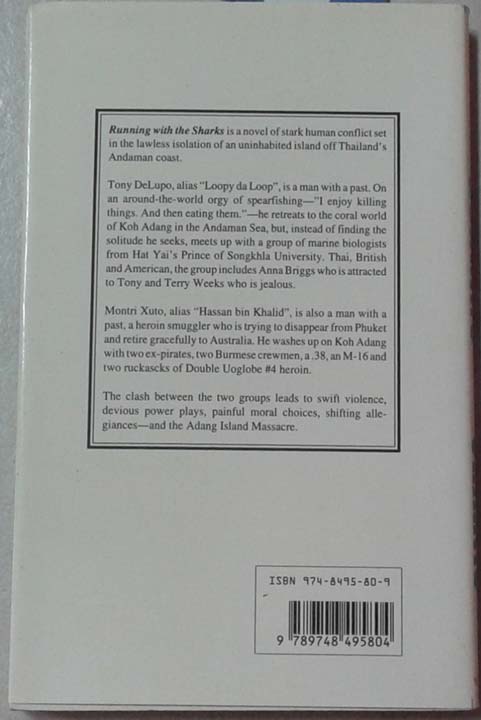 Running with the Sharks is a novel of stark human conflict set
in the lawless isolation of an uninhabited island off Thailand's
Andaman coast.
Tony DeLupo, alias "Loopy da Loop", is a man with a past. On
an around-the-world orgy of spearfishing—"I enjoy killing
things. And then eating them."—he retreats to the coral world
of Koh Adang in the Andaman Sea, but, instead of finding the
solitude he seeks, meets up with a group of marine biologists
from Hat Yai's Prince of Songkhla University. Thai, British
and American, the group includes Anna Briggs who is attracted
to Tony and Terry Weeks who is jealous.
Montri Xuto, alias "Hassan bin Khalid", is also a man with a
past, a heroin smuggler who is trying to disappear from Phuket
and retire gracefully to Australia. He washes up on Koh Adang
with two ex-pirates, two Burmese crewmen, a .38, an M-16 and
two ruckascks of Double Uoglobe #4 heroin.
The clash between the two groups leads to swift violence,
devious power plays, painful moral choices, shifting alle-
giances—and the Adang Island Massacre.
ISBN 974-8495-80-9
9 789748 495804